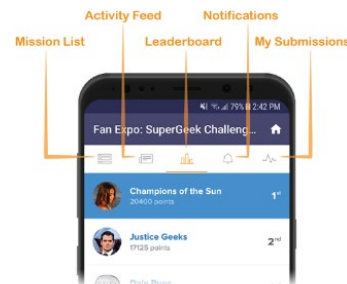 Activity Feed
Notifications
Mission List
Leaderboard
My Submissions
79% 2:42 PM
Fan Expo: SuperGeek Challeng...
Champions of the Sun
20400 points
1st
Justice Geeks
17125 points
2nd